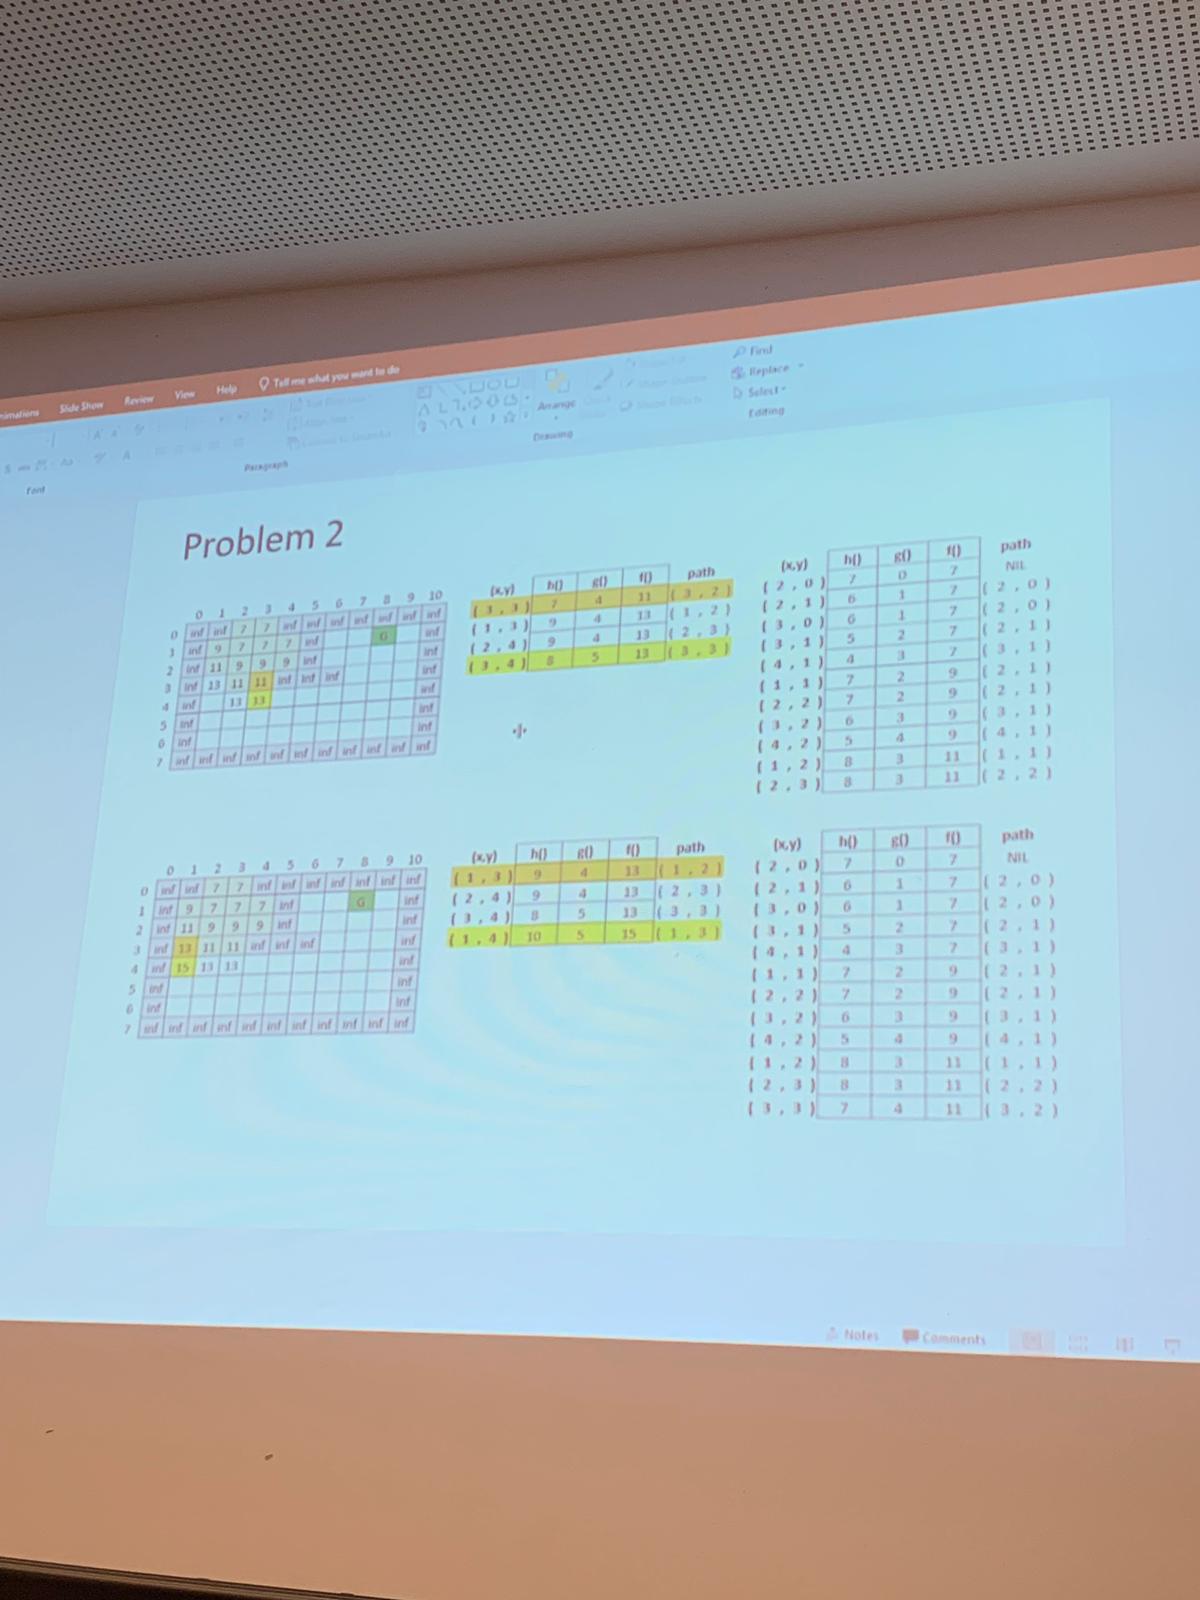 Animations Slide Show Review View Help Tell me what you want to do
Find
Replace
Select
Arrange
Font Paragraph Drawing Editing
Problem 2
0 1 2 3 4 5 6 7 8 9 10
0 inf inf 7 7 inf inf inf inf inf inf inf
1 inf 9 7 7 7 inf G inf
2 inf 11 9 9 9 inf inf
3 inf 13 11 11 inf inf inf inf
4 inf 13 13 inf
5 inf inf
6 inf inf
7 inf inf inf inf inf inf inf inf inf inf inf
(x,y) h() g() f() path
( 3 , 3 ) 7 4 11 ( 3 , 2 )
( 1 , 3 ) 9 4 13 ( 1 , 2 )
( 2 , 4 ) 9 4 13 ( 2 , 3 )
( 3 , 4 ) 8 5 13 ( 3 , 3 )
(x,y) h() g() f() path
( 2 , 0 ) 7 0 7 NIL
( 2 , 1 ) 6 1 7 ( 2 , 0 )
( 3 , 0 ) 6 1 7 ( 2 , 0 )
( 3 , 1 ) 5 2 7 ( 2 , 1 )
( 4 , 1 ) 4 3 7 ( 3 , 1 )
( 1 , 1 ) 7 2 9 ( 2 , 1 )
( 2 , 2 ) 7 2 9 ( 2 , 1 )
( 3 , 2 ) 6 3 9 ( 3 , 1 )
( 4 , 2 ) 5 4 9 ( 4 , 1 )
( 1 , 2 ) 8 3 11 ( 1 , 1 )
( 2 , 3 ) 8 3 11 ( 2 , 2 )
0 1 2 3 4 5 6 7 8 9 10
0 inf inf 7 7 inf inf inf inf inf inf inf
1 inf 9 7 7 7 inf G inf
2 inf 11 9 9 9 inf inf
3 inf 13 11 11 inf inf inf inf
4 inf 15 13 13 inf
5 inf inf
6 inf inf
7 inf inf inf inf inf inf inf inf inf inf inf
(x,y) h() g() f() path
( 1 , 3 ) 9 4 13 ( 1 , 2 )
( 2 , 4 ) 9 4 13 ( 2 , 3 )
( 3 , 4 ) 8 5 13 ( 3 , 3 )
( 1 , 4 ) 10 5 15 ( 1 , 3 )
(x,y) h() g() f() path
( 2 , 0 ) 7 0 7 NIL
( 2 , 1 ) 6 1 7 ( 2 , 0 )
( 3 , 0 ) 6 1 7 ( 2 , 0 )
( 3 , 1 ) 5 2 7 ( 2 , 1 )
( 4 , 1 ) 4 3 7 ( 3 , 1 )
( 1 , 1 ) 7 2 9 ( 2 , 1 )
( 2 , 2 ) 7 2 9 ( 2 , 1 )
( 3 , 2 ) 6 3 9 ( 3 , 1 )
( 4 , 2 ) 5 4 9 ( 4 , 1 )
( 1 , 2 ) 8 3 11 ( 1 , 1 )
( 2 , 3 ) 8 3 11 ( 2 , 2 )
( 3 , 3 ) 7 4 11 ( 3 , 2 )
Notes Comments